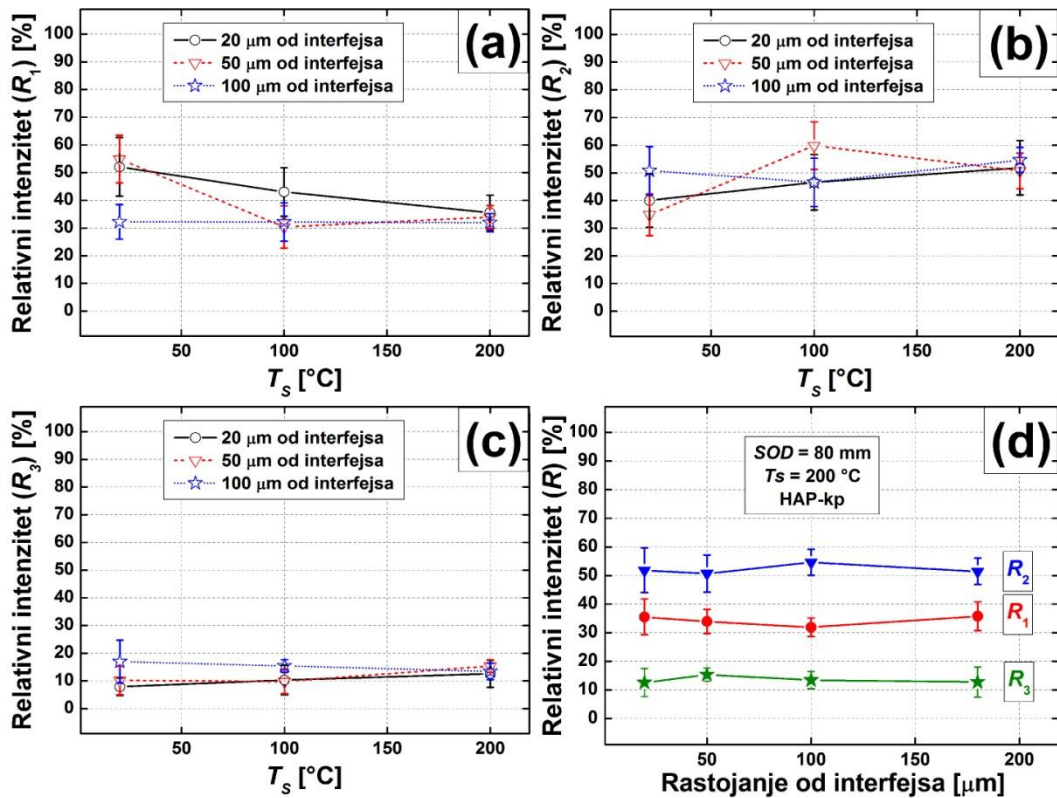 Relativni intenzitet (R1) [%]
100
90
80
70
60
50
40
30
20
10
0
20 μm od interfejsa
50 μm od interfejsa
100 μm od interfejsa
(a)
50 100 150 200
Ts [°C]
Relativni intenzitet (R2) [%]
100
90
80
70
60
50
40
30
20
10
0
20 μm od interfejsa
50 μm od interfejsa
100 μm od interfejsa
(b)
50 100 150 200
Ts [°C]
Relativni intenzitet (R3) [%]
100
90
80
70
60
50
40
30
20
10
0
20 μm od interfejsa
50 μm od interfejsa
100 μm od interfejsa
(c)
50 100 150 200
Ts [°C]
Relativni intenzitet (R) [%]
100
90
80
70
60
50
40
30
20
10
0
SOD = 80 mm
Ts = 200 °C
HAP-kp
(d)
R2
R1
R3
50 100 150 200
Rastojanje od interfejsa [μm]